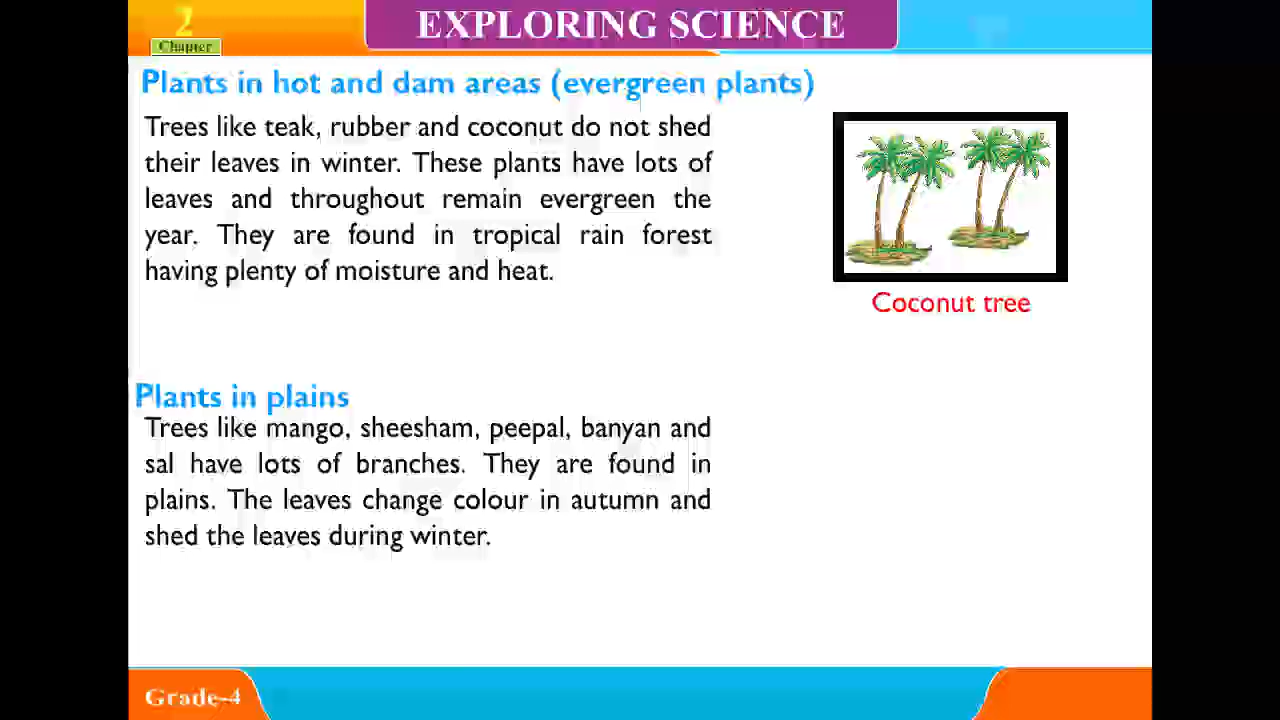 2
Chapter
EXPLORING SCIENCE
Plants in hot and dam areas (evergreen plants)
Trees like teak, rubber and coconut do not shed
their leaves in winter. These plants have lots of
leaves and throughout remain evergreen the
year. They are found in tropical rain forest
having plenty of moisture and heat.
Coconut tree
Plants in plains
Trees like mango, sheesham, peepal, banyan and
sal have lots of branches. They are found in
plains. The leaves change colour in autumn and
shed the leaves during winter.
Grade-4